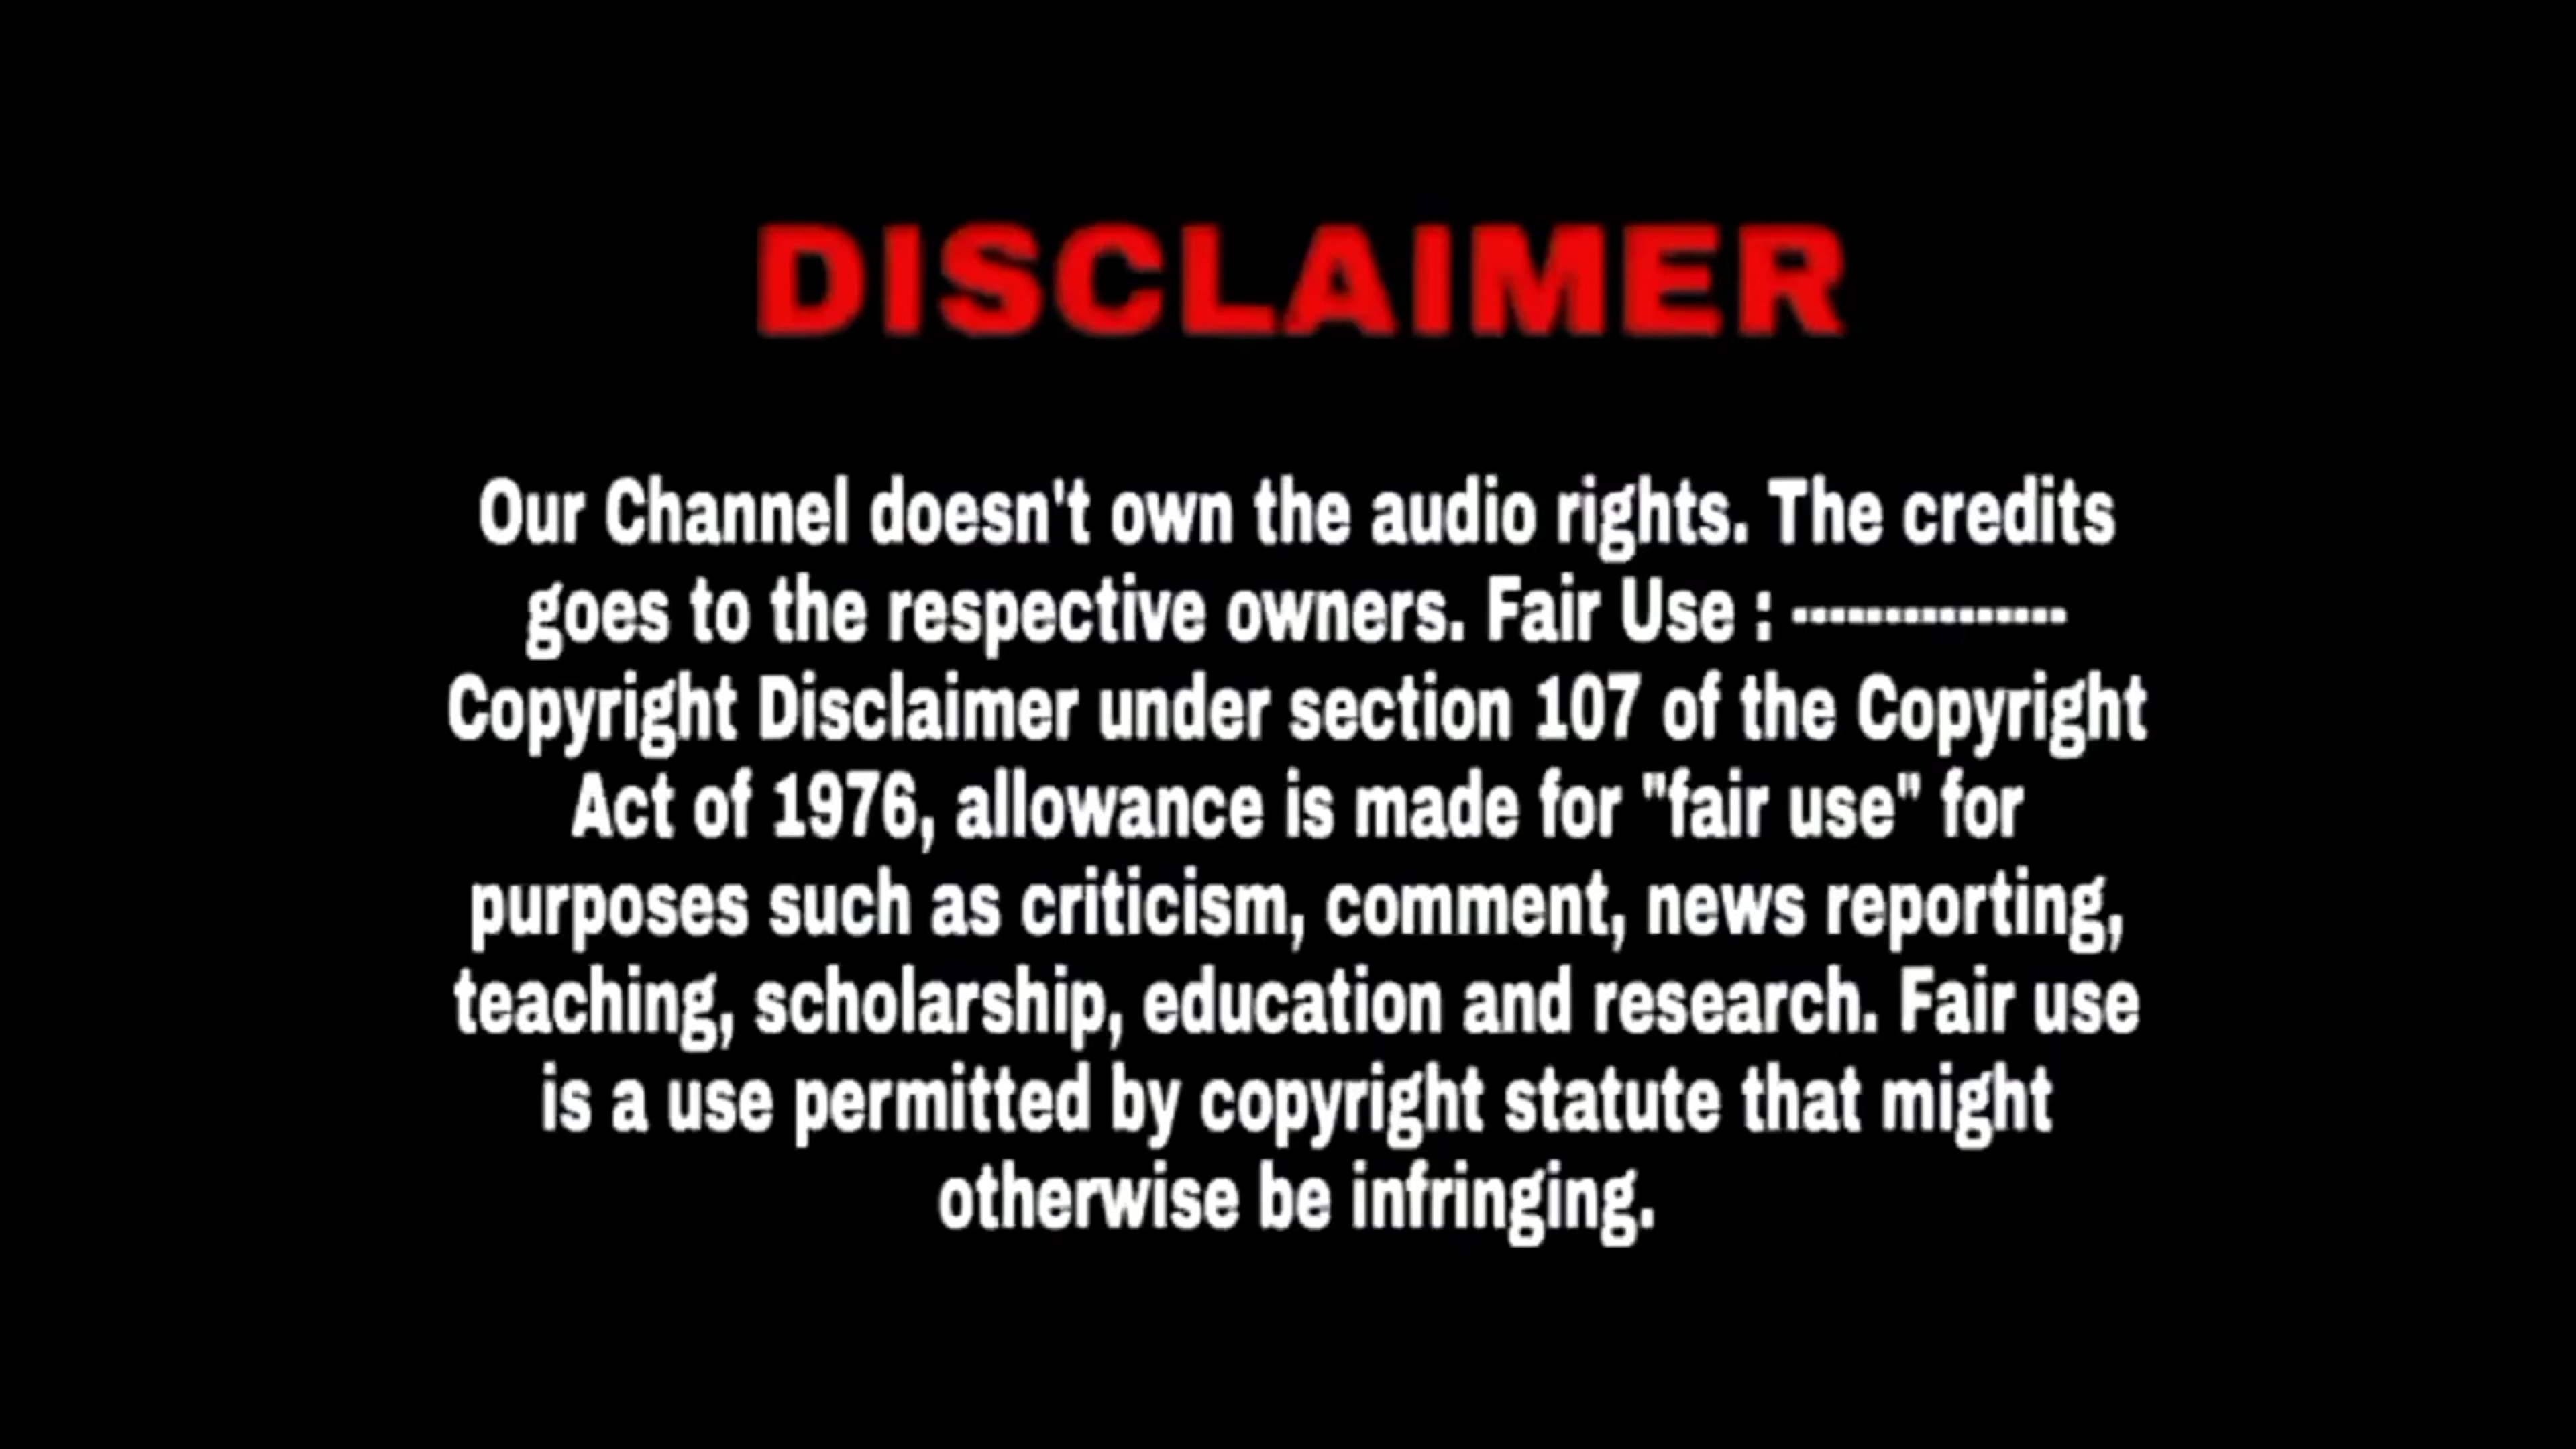 DISCLAIMER
Our Channel doesn't own the audio rights. The credits
goes to the respective owners. Fair Use : ---------------
Copyright Disclaimer under section 107 of the Copyright
Act of 1976, allowance is made for "fair use" for
purposes such as criticism, comment, news reporting,
teaching, scholarship, education and research. Fair use
is a use permitted by copyright statute that might
otherwise be infringing.